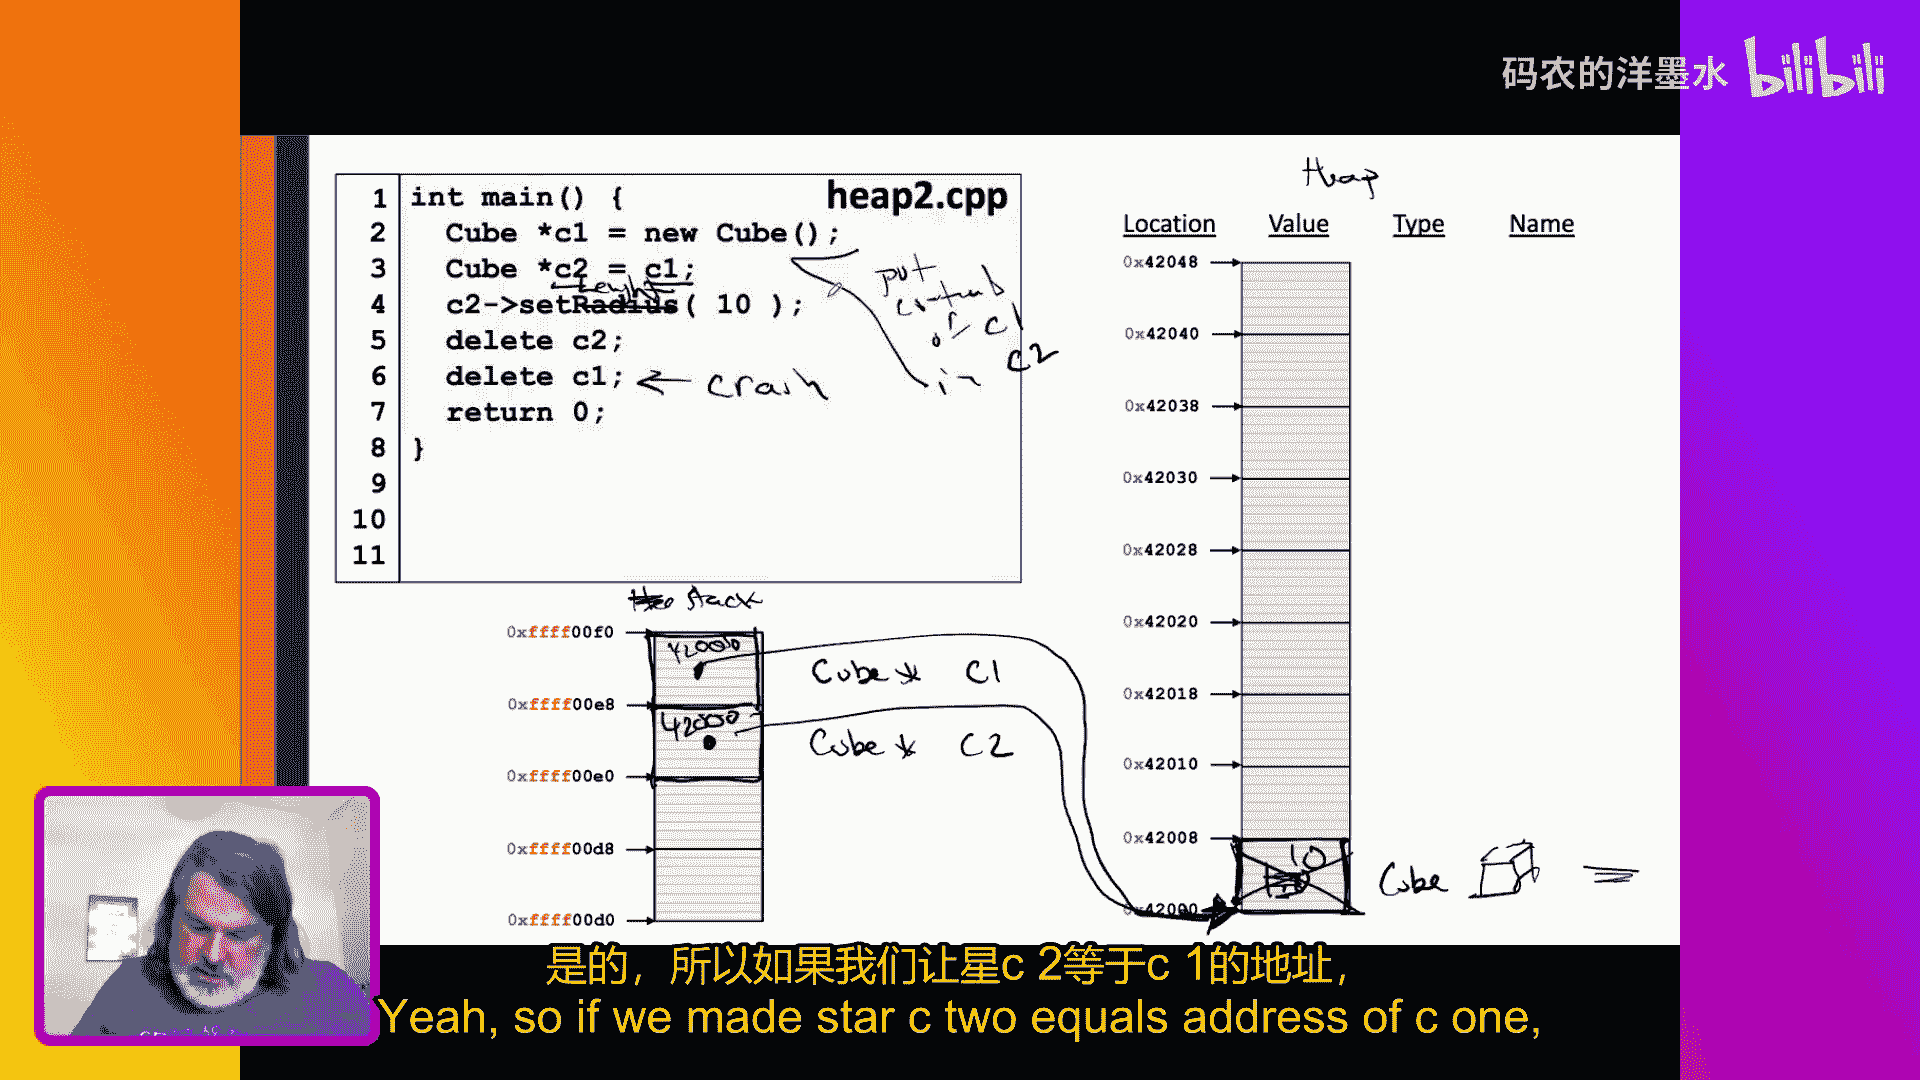 码农的洋墨水 bilibili
heap2.cpp
1 int main() {
2 Cube *c1 = new Cube();
3 Cube *c2 = c1;
4 c2->setRadius( 10 );
5 delete c2;
6 delete c1; ← crash
7 return 0;
8 }
9
10
11
put
contents
of c1
in c2
Heap
Location Value Type Name
0x42048
0x42040
0x42038
0x42030
0x42028
0x42020
0x42018
0x42010
0x42008
10
Cube
0x42000
Stack
0xffff00f0
42000
Cube* C1
0xffff00e8
42000
Cube* C2
0xffff00e0
0xffff00d8
0xffff00d0
是的，所以如果我们让星c 2等于c 1的地址，
Yeah, so if we made star c two equals address of c one,